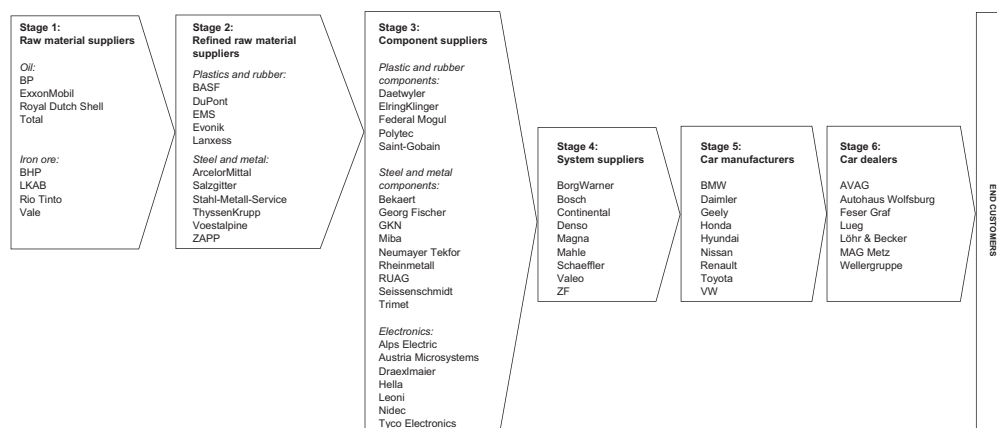 Stage 1:
Raw material suppliers
Oil:
BP
ExxonMobil
Royal Dutch Shell
Total
Iron ore:
BHP
LKAB
Rio Tinto
Vale
Stage 2:
Refined raw material
suppliers
Plastics and rubber:
BASF
DuPont
EMS
Evonik
Lanxess
Steel and metal:
ArcelorMittal
Salzgitter
Stahl-Metall-Service
ThyssenKrupp
Voestalpine
ZAPP
Stage 3:
Component suppliers
Plastic and rubber
components:
Daetwyler
ElringKlinger
Federal Mogul
Polytec
Saint-Gobain
Steel and metal
components:
Bekaert
Georg Fischer
GKN
Miba
Neumayer Tekfor
Rheinmetall
RUAG
Seissenschmidt
Trimet
Electronics:
Alps Electric
Austria Microsystems
Draexlmaier
Hella
Leoni
Nidec
Tyco Electronics
Stage 4:
System suppliers
BorgWarner
Bosch
Continental
Denso
Magna
Mahle
Schaeffler
Valeo
ZF
Stage 5:
Car manufacturers
BMW
Daimler
Geely
Honda
Hyundai
Nissan
Renault
Toyota
VW
Stage 6:
Car dealers
AVAG
Autohaus Wolfsburg
Feser Graf
Lueg
Löhr & Becker
MAG Metz
Wellergruppe
END CUSTOMERS